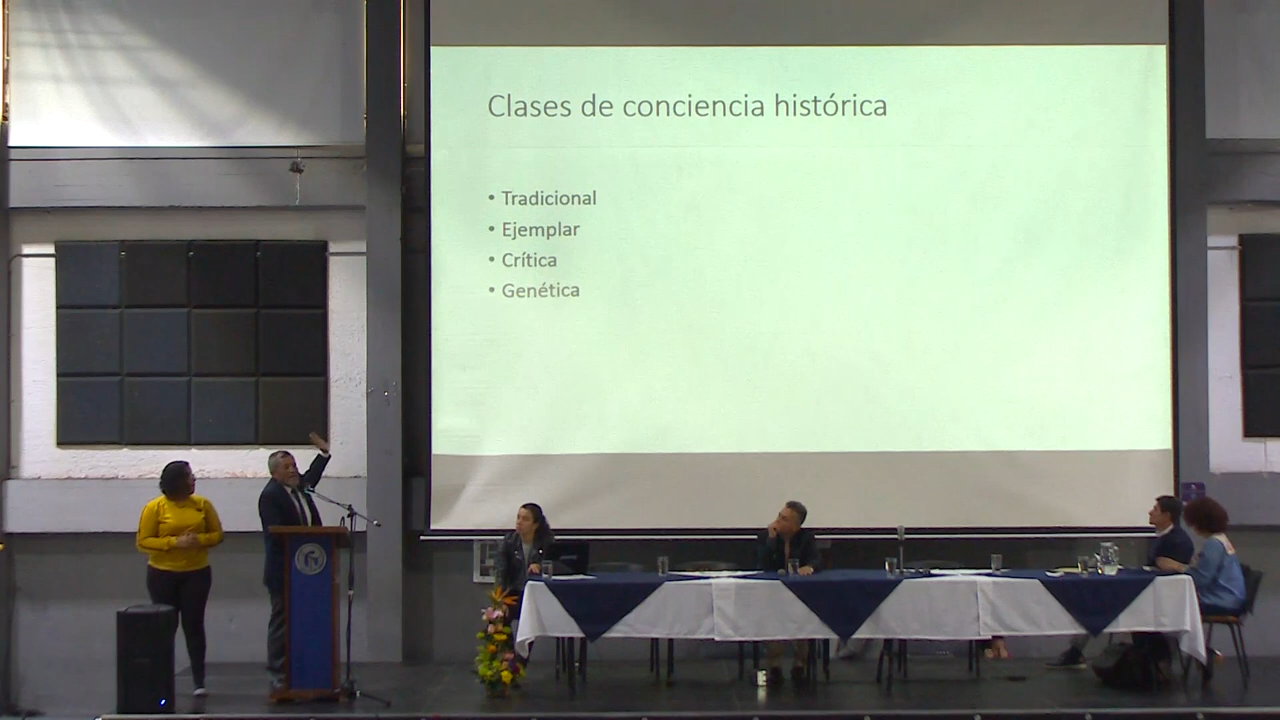 Clases de conciencia histórica
• Tradicional
• Ejemplar
• Crítica
• Genética